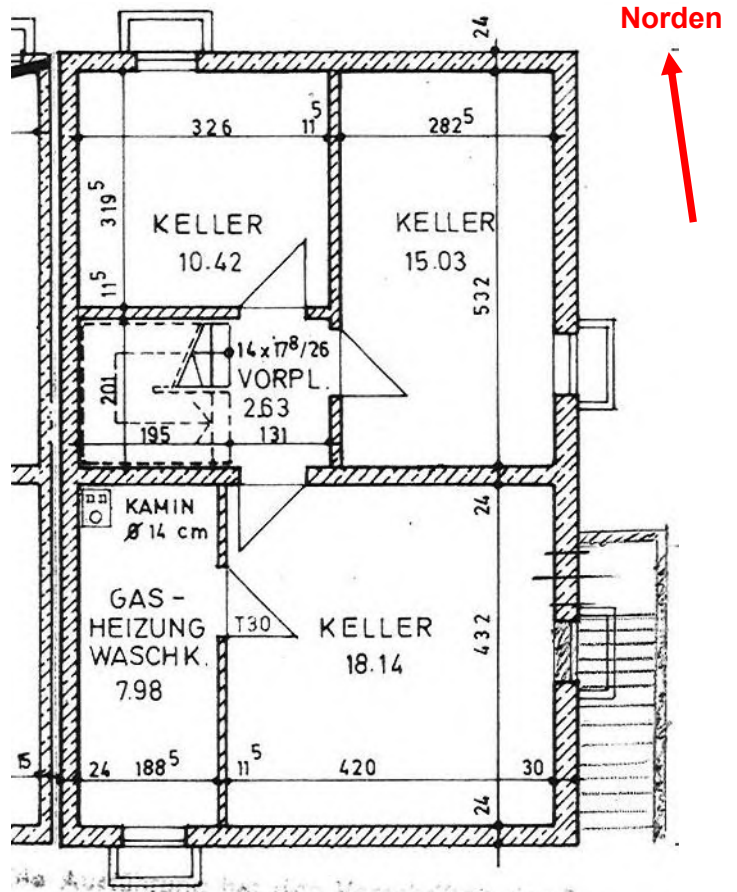 Norden
24
326
11⁵
282⁵
319⁵
KELLER
10.42
KELLER
15.03
11⁵
532
14 x 17⁸/26
VORPL.
2.63
201
195
131
KAMIN
Ø 14 cm
24
GAS-
HEIZUNG
WASCHK.
7.98
T30
KELLER
18.14
432
15
24
188⁵
11⁵
420
30
24